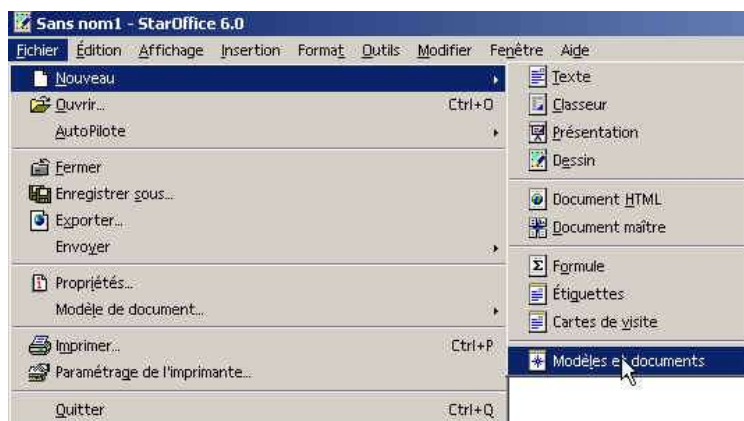 Sans nom1 - StarOffice 6.0
Fichier Édition Affichage Insertion Format Outils Modifier Fenêtre Aide
Nouveau
Ouvrir... Ctrl+O
AutoPilote
Fermer
Enregistrer sous...
Exporter...
Envoyer
Propriétés...
Modèle de document...
Imprimer... Ctrl+P
Paramétrage de l'imprimante...
Quitter Ctrl+Q
Texte
Classeur
Présentation
Dessin
Document HTML
Document maître
Formule
Étiquettes
Cartes de visite
Modèles et documents